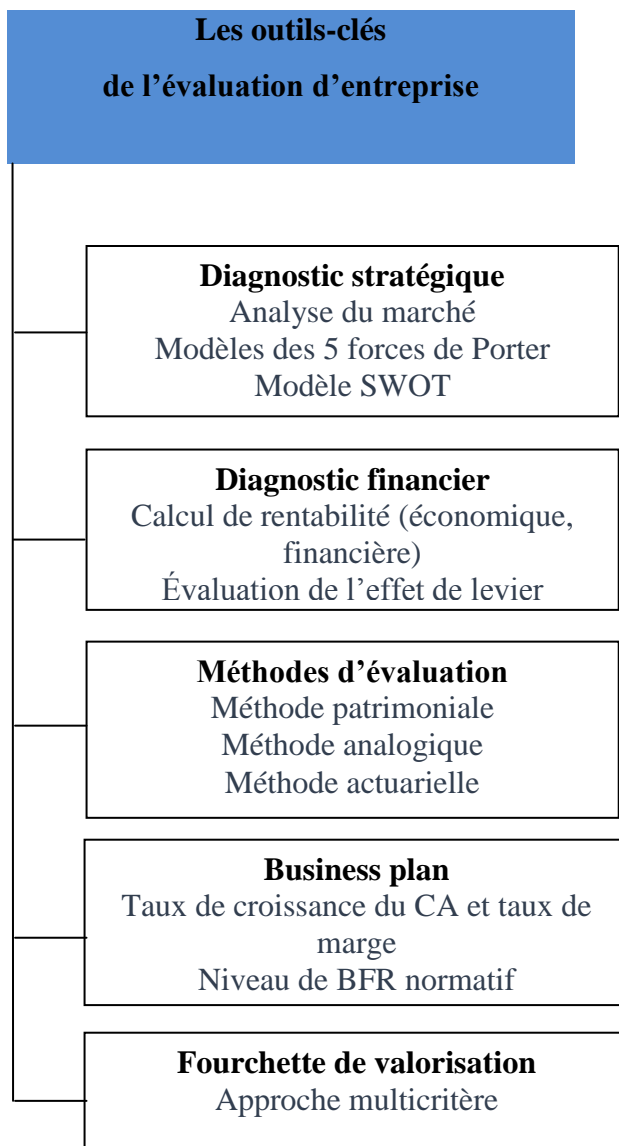 Les outils-clés
de l’évaluation d’entreprise
Diagnostic stratégique
Analyse du marché
Modèles des 5 forces de Porter
Modèle SWOT
Diagnostic financier
Calcul de rentabilité (économique,
financière)
Évaluation de l’effet de levier
Méthodes d’évaluation
Méthode patrimoniale
Méthode analogique
Méthode actuarielle
Business plan
Taux de croissance du CA et taux de
marge
Niveau de BFR normatif
Fourchette de valorisation
Approche multicritère